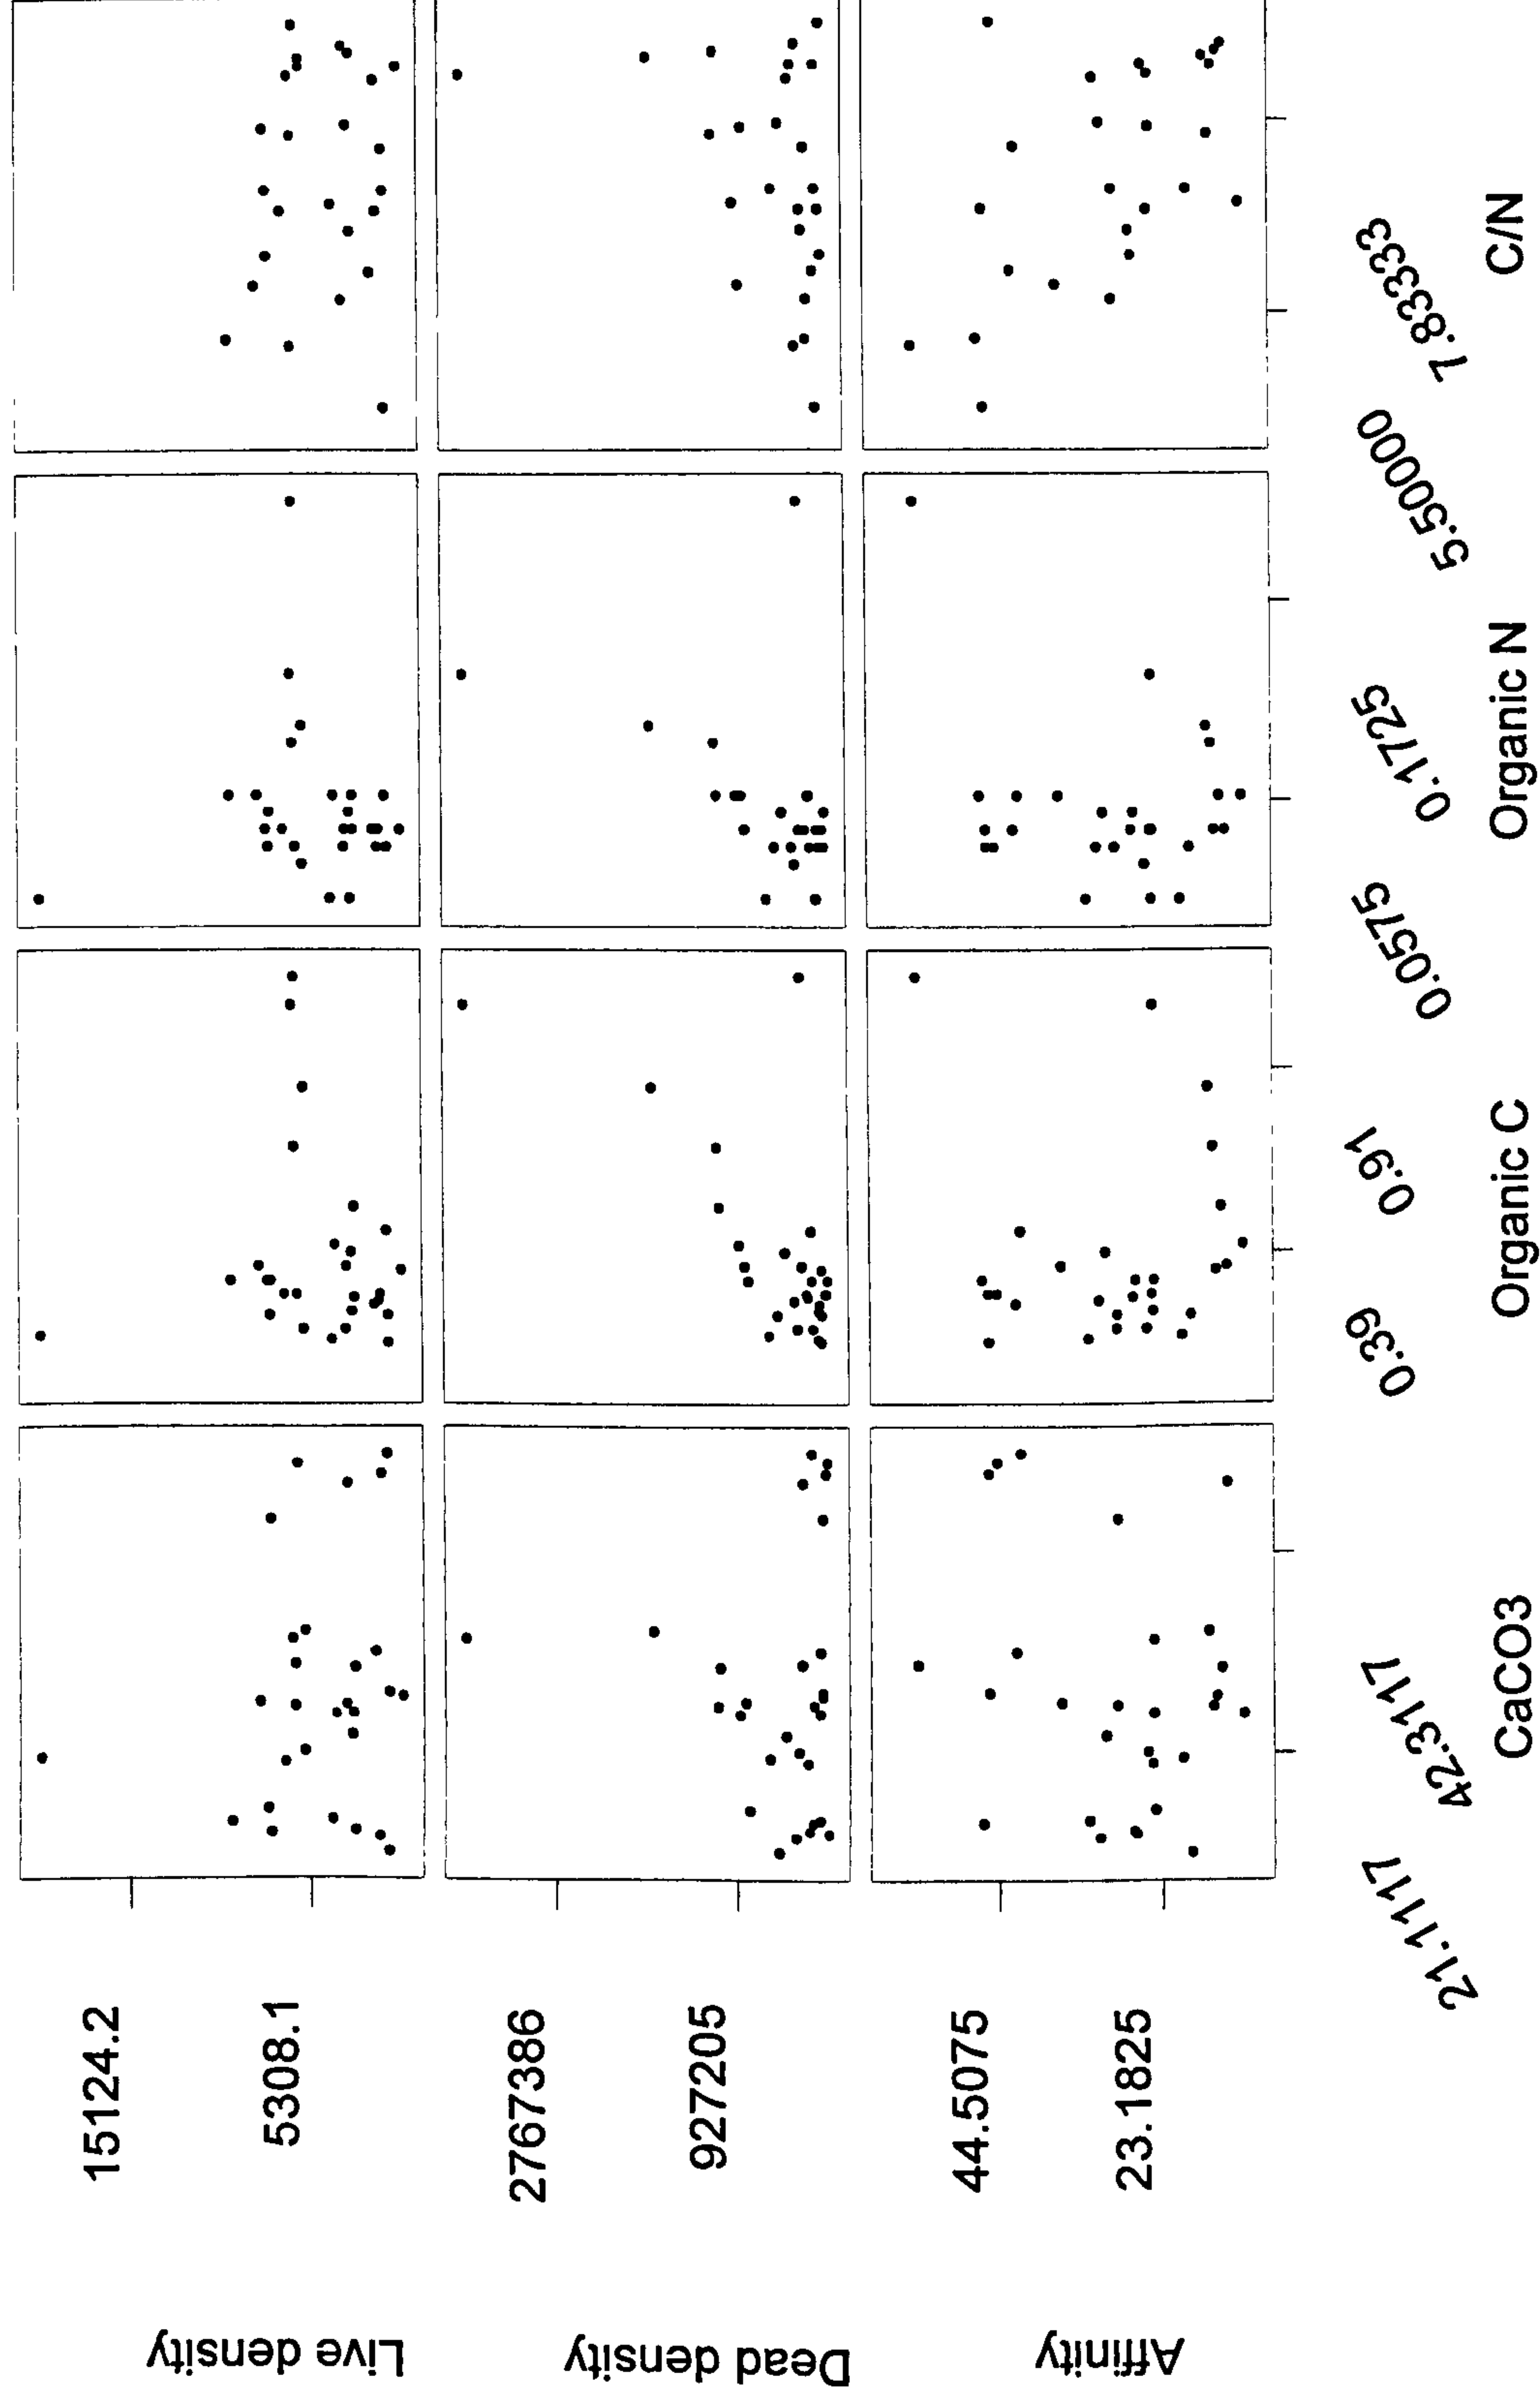 Live density
15124.2
5308.1
Dead density
2767386
927205
Affinity
44.5075
23.1825
21.1117
42.3117
CaCO3
0.39
0.91
Organic C
0.0575
0.1725
Organic N
5.50000
7.83333
C/N